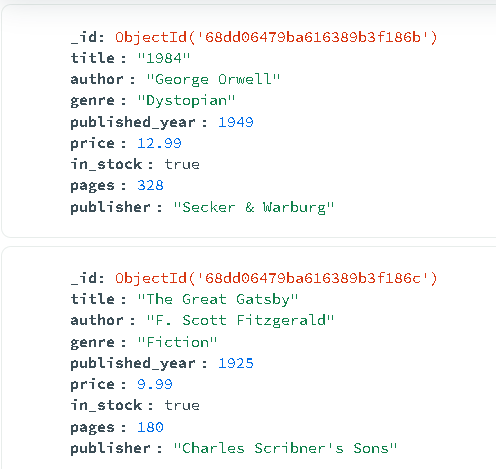 _id: ObjectId('68dd06479ba616389b3f186b')
title : "1984"
author : "George Orwell"
genre : "Dystopian"
published_year : 1949
price : 12.99
in_stock : true
pages : 328
publisher : "Secker & Warburg"
_id: ObjectId('68dd06479ba616389b3f186c')
title : "The Great Gatsby"
author : "F. Scott Fitzgerald"
genre : "Fiction"
published_year : 1925
price : 9.99
in_stock : true
pages : 180
publisher : "Charles Scribner's Sons"